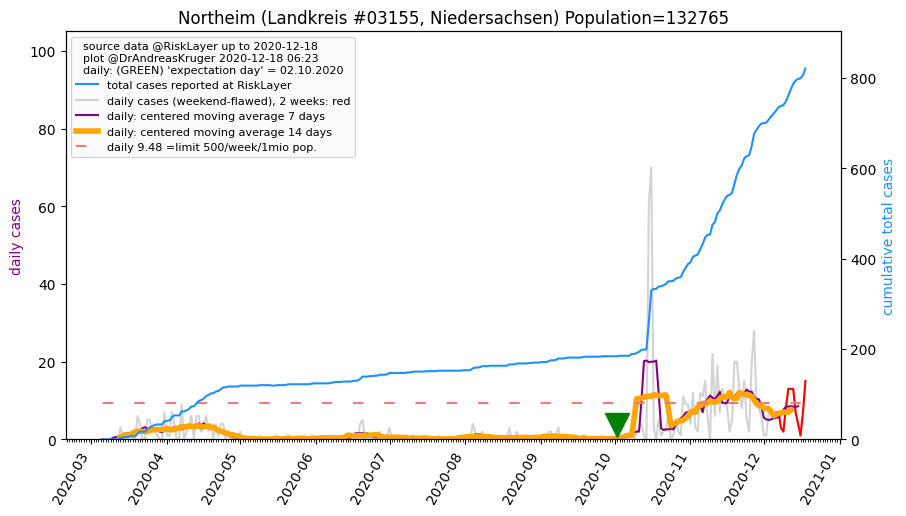 Northeim (Landkreis #03155, Niedersachsen) Population=132765
source data @RiskLayer up to 2020-12-18
plot @DrAndreasKruger 2020-12-18 06:23
daily: (GREEN) 'expectation day' = 02.10.2020
total cases reported at RiskLayer
daily cases (weekend-flawed), 2 weeks: red
daily: centered moving average 7 days
daily: centered moving average 14 days
daily 9.48 =limit 500/week/1mio pop.
daily cases
100
80
60
40
20
0
cumulative total cases
800
600
400
200
0
2020-03
2020-04
2020-05
2020-06
2020-07
2020-08
2020-09
2020-10
2020-11
2020-12
2021-01